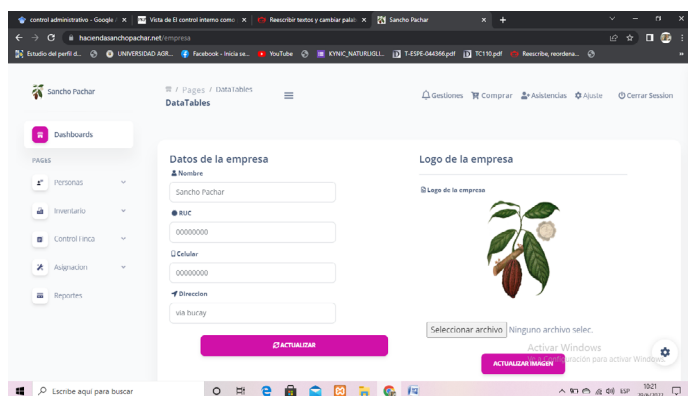 control administrativo - Google
Vista de El control interno como
Reescribir textos y cambiar palab
Sancho Pachar
haciendasanchopachar.net/empresa
Estudio del perfil d...
UNIVERSIDAD AGR...
Facebook - Inicia se...
YouTube
KYNIC_NATURLIGLI...
T-ESPE-044366.pdf
TC110.pdf
Reescribe, reordena...
Sancho Pachar
/ Pages / DataTables
DataTables
Gestiones
Comprar
Asistencias
Ajuste
Cerrar Session
Dashboards
PAGES
Personas
Inventario
Control Finca
Asignacion
Reportes
Datos de la empresa
Nombre
Sancho Pachar
RUC
00000000
Celular
00000000
Direccion
via bucay
ACTUALIZAR
Logo de la empresa
Logo de la empresa
Seleccionar archivo Ninguno archivo selec.
ACTUALIZAR IMAGEN
Activar Windows
Configuración para activar Windows.
Escribe aquí para buscar
ESP
10:21